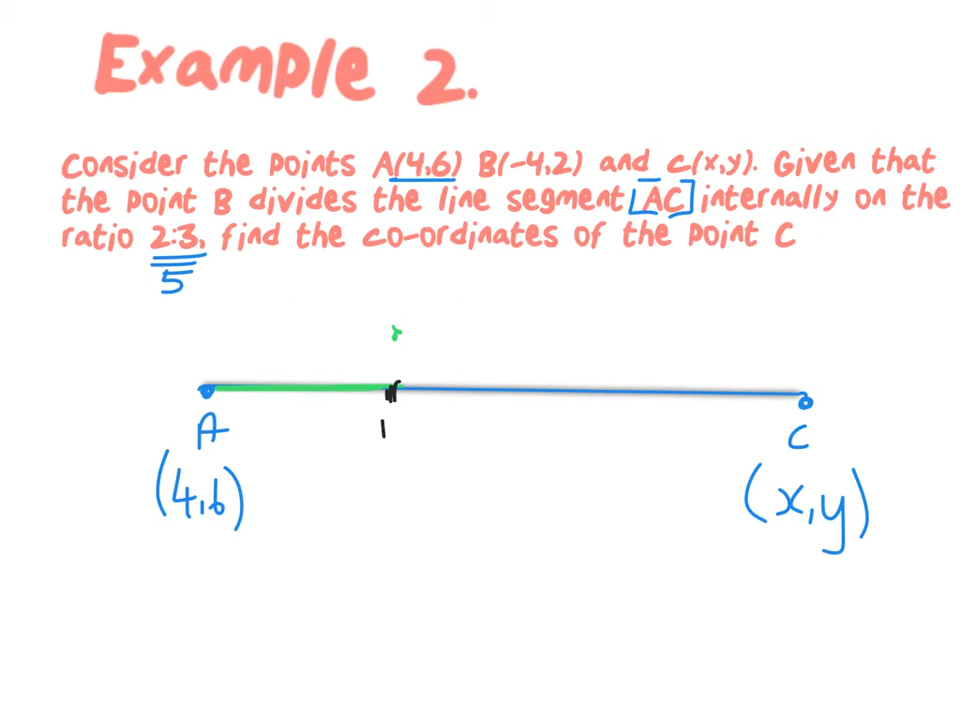 Example 2.
Consider the points A(4,6) B(-4,2) and c(x,y). Given that
the point B divides the line segment [AC] internally on the
ratio 2:3, find the co-ordinates of the point C
5
A
C
(4,6)
(x,y)